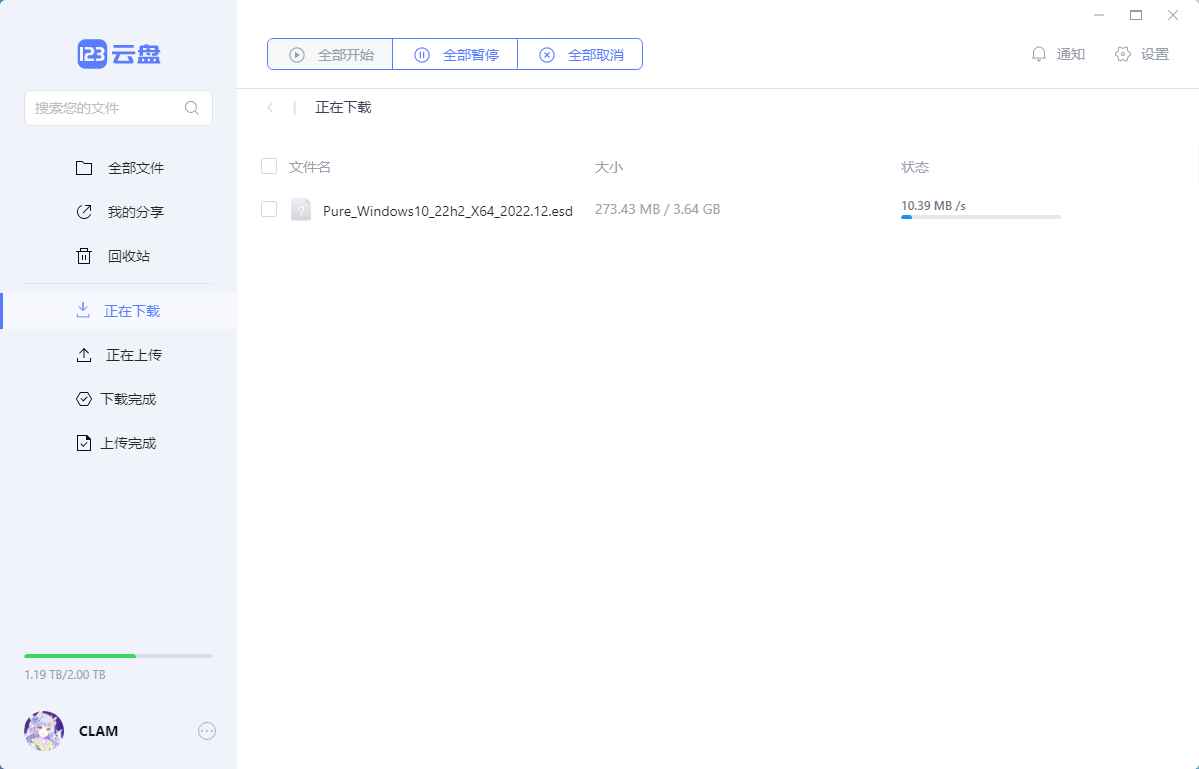 123云盘
全部开始 全部暂停 全部取消
通知 设置
搜索您的文件
正在下载
全部文件
我的分享
回收站
正在下载
正在上传
下载完成
上传完成
文件名 大小 状态
Pure_Windows10_22h2_X64_2022.12.esd 273.43 MB / 3.64 GB 10.39 MB /s
1.19 TB/2.00 TB
CLAM